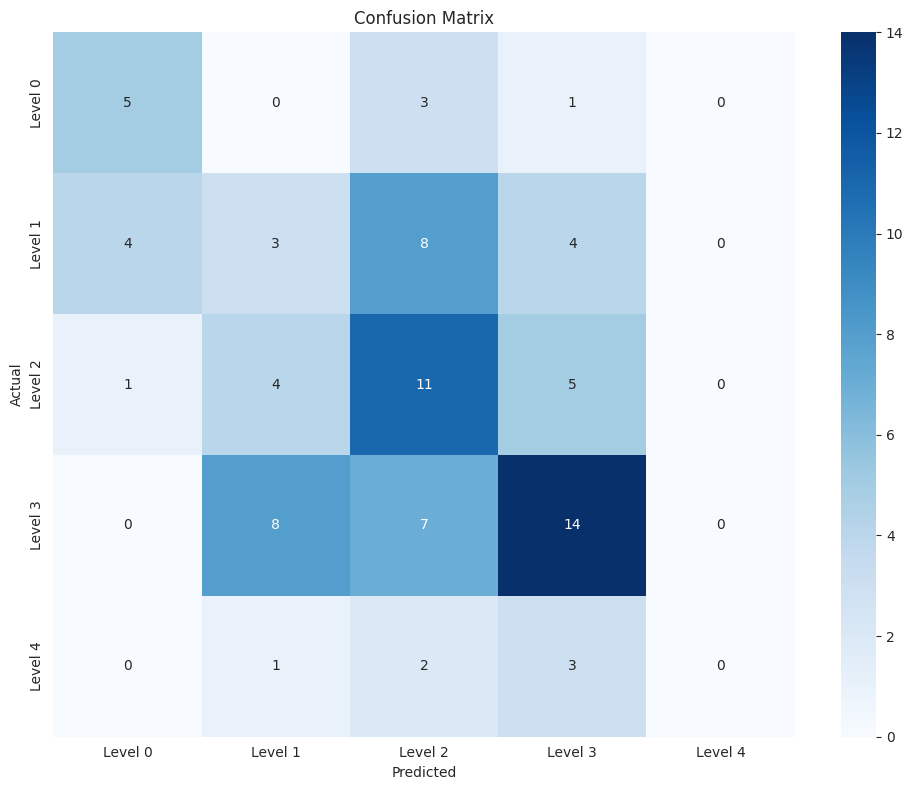 Confusion Matrix
Actual
Level 0
5 0 3 1 0
Level 1
4 3 8 4 0
Level 2
1 4 11 5 0
Level 3
0 8 7 14 0
Level 4
0 1 2 3 0
Level 0 Level 1 Level 2 Level 3 Level 4
Predicted
14
12
10
8
6
4
2
0